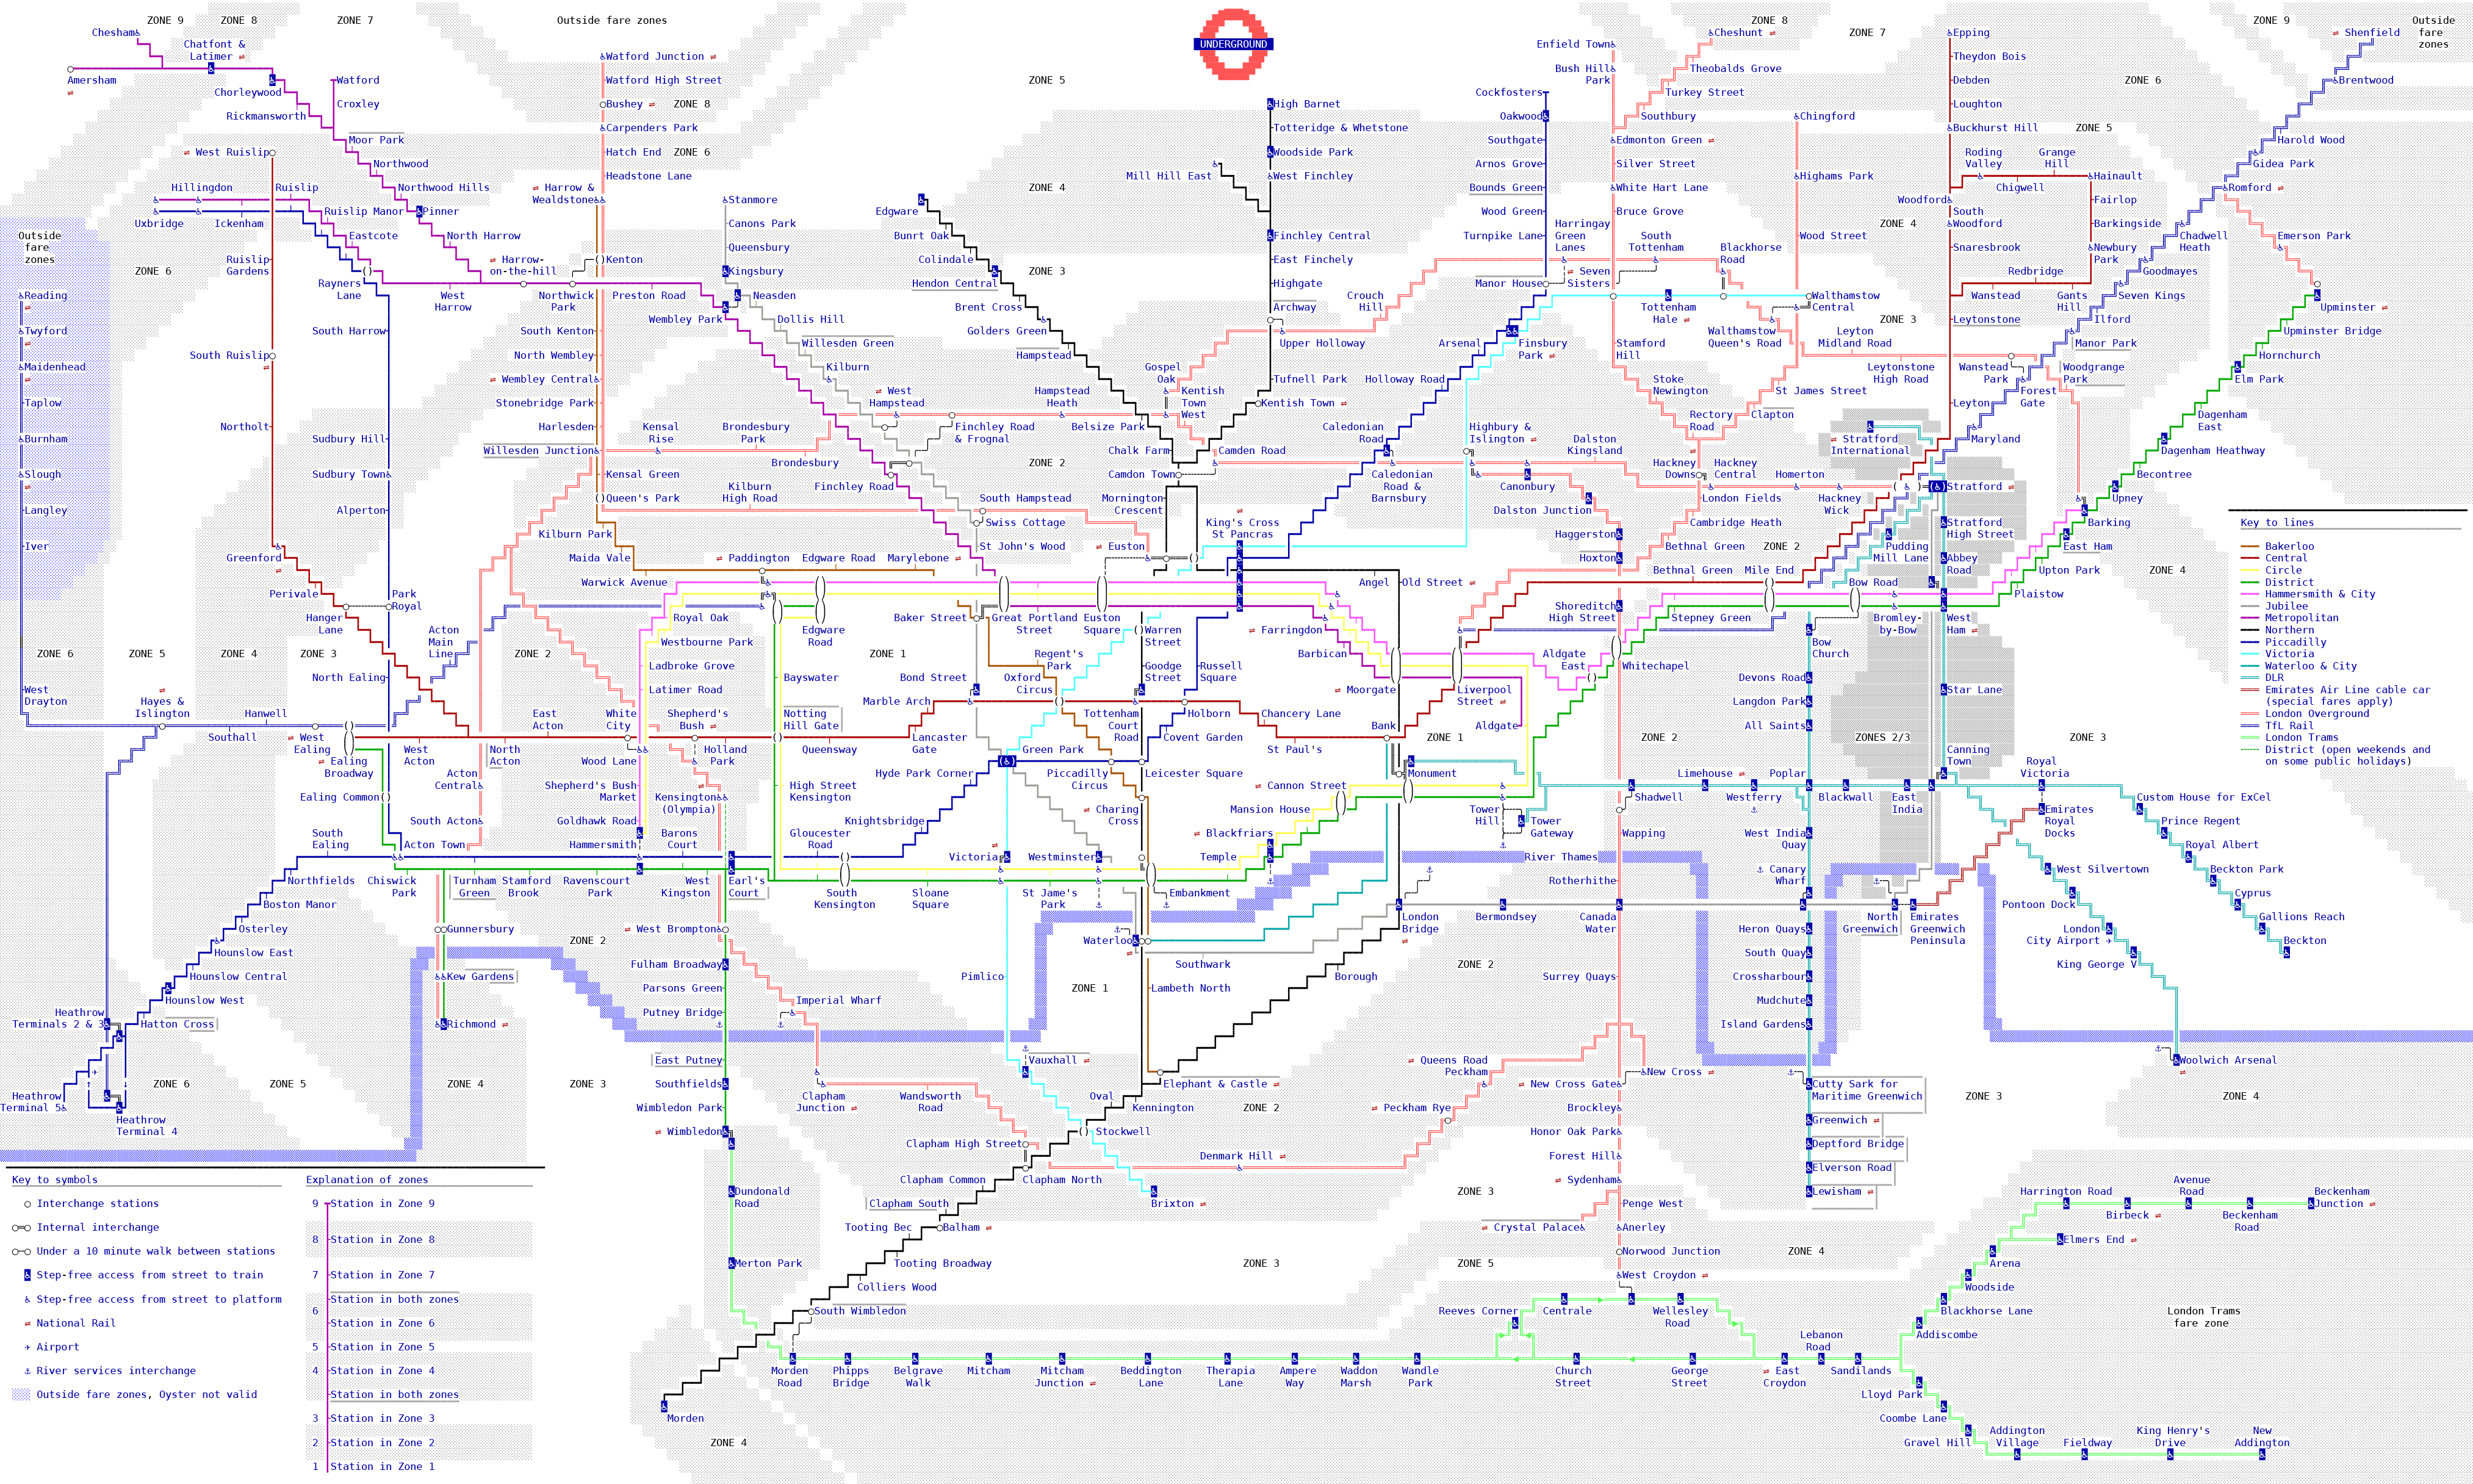 ZONE 9
ZONE 8
ZONE 7
Outside fare zones
UNDERGROUND
ZONE 8
ZONE 7
ZONE 9
Outside
fare
zones
Chesham
Chatfont &
Latimer
Amersham
Chorleywood
Rickmansworth
Watford
Croxley
Moor Park
Northwood
Northwood Hills
Pinner
North Harrow
Harrow-
on-the-hill
West Ruislip
Hillingdon
Ruislip
Uxbridge
Ickenham
Ruislip Manor
Eastcote
Rayners
Lane
West
Harrow
Ruislip
Gardens
South Ruislip
Northolt
Greenford
Perivale
Hanger
Lane
South Harrow
Sudbury Hill
Sudbury Town
Alperton
Park
Royal
North Ealing
Outside
fare
zones
ZONE 6
Reading
Twyford
Maidenhead
Taplow
Burnham
Slough
Langley
Iver
West
Drayton
Hayes &
Islington
Southall
Hanwell
West
Ealing
Ealing
Broadway
Acton
Main
Line
ZONE 6
ZONE 5
ZONE 4
ZONE 3
ZONE 2
ZONE 1
Watford Junction
Watford High Street
Bushey
ZONE 8
Carpenders Park
Hatch End
ZONE 6
Headstone Lane
Harrow &
Wealdstone
Kenton
Northwick
Park
Preston Road
South Kenton
North Wembley
Wembley Central
Stonebridge Park
Harlesden
Willesden Junction
Kensal Green
Queen's Park
Kilburn Park
Maida Vale
Warwick Avenue
Paddington
Edgware Road
Marylebone
Kensal
Rise
Brondesbury
Park
Brondesbury
Kilburn
High Road
South Hampstead
Stanmore
Canons Park
Queensbury
Kingsbury
Neasden
Wembley Park
Dollis Hill
Willesden Green
Kilburn
West
Hampstead
Finchley Road
& Frognal
Finchley Road
Swiss Cottage
St John's Wood
ZONE 5
ZONE 4
ZONE 3
ZONE 2
Edgware
Bunrt Oak
Colindale
Hendon Central
Brent Cross
Golders Green
Hampstead
Hampstead
Heath
Belsize Park
Chalk Farm
Camdon Town
Mornington
Crescent
Euston
High Barnet
Totteridge & Whetstone
Woodside Park
Mill Hill East
West Finchley
Finchley Central
East Finchely
Highgate
Archway
Upper Holloway
Crouch
Hill
Gospel
Oak
Tufnell Park
Kentish
Town
West
Kentish Town
Camden Road
King's Cross
St Pancras
Caledonian
Road
Caledonian
Road &
Barnsbury
Holloway Road
Arsenal
Finsbury
Park
Manor House
Cockfosters
Oakwood
Southgate
Arnos Grove
Bounds Green
Wood Green
Turnpike Lane
Harringay
Green
Lanes
Seven
Sisters
South
Tottenham
Blackhorse
Road
Tottenham
Hale
Walthamstow
Central
Walthamstow
Queen's Road
Leyton
Midland Road
Leytonstone
High Road
Wanstead
Park
Woodgrange
Park
Enfield Town
Bush Hill
Park
Cheshunt
Theobalds Grove
Turkey Street
Southbury
Edmonton Green
Silver Street
White Hart Lane
Bruce Grove
Stamford
Hill
Stoke
Newington
Rectory
Road
Clapton
St James Street
Chingford
Highams Park
Wood Street
Highbury &
Islington
Canonbury
Dalston
Kingsland
Dalston Junction
Haggerston
Hoxton
Shoreditch
High Street
Hackney
Downs
Hackney
Central
Homerton
Hackney
Wick
London Fields
Cambridge Heath
Bethnal Green
Epping
Theydon Bois
Debden
Loughton
Buckhurst Hill
ZONE 6
ZONE 5
Roding
Valley
Grange
Hill
Chigwell
Hainault
Fairlop
Barkingside
Newbury
Park
Redbridge
Gants
Hill
Wanstead
Woodford
South
Woodford
Snaresbrook
Leytonstone
Leyton
ZONE 4
ZONE 3
Shenfield
Brentwood
Harold Wood
Gidea Park
Romford
Emerson Park
Upminster
Chadwell
Heath
Goodmayes
Seven Kings
Ilford
Manor Park
Forest
Gate
Maryland
Stratford
International
Stratford
Stratford
High Street
Abbey
Road
Pudding
Mill Lane
Upminster Bridge
Hornchurch
Elm Park
Dagenham
East
Dagenham Heathway
Becontree
Upney
Barking
East Ham
Upton Park
Plaistow
West
Ham
Bromley-
by-Bow
Bow Road
Mile End
Bethnal Green
Stepney Green
Whitechapel
ZONE 2
ZONE 4
Key to lines
Bakerloo
Central
Circle
District
Hammersmith & City
Jubilee
Metropolitan
Northern
Piccadilly
Victoria
Waterloo & City
DLR
Emirates Air Line cable car
(special fares apply)
London Overground
TfL Rail
London Trams
District (open weekends and
on some public holidays)
Royal Oak
Westbourne Park
Ladbroke Grove
Latimer Road
White
City
Wood Lane
Shepherd's Bush
Market
Goldhawk Road
Hammersmith
Edgware
Road
Bayswater
Notting
Hill Gate
High Street
Kensington
Gloucester
Road
Baker Street
Great Portland
Street
Euston
Square
Warren
Street
Regent's
Park
Oxford
Circus
Goodge
Street
Russell
Square
Bond Street
Marble Arch
Lancaster
Gate
Queensway
Holland
Park
Shepherd's
Bush
East
Acton
North
Acton
West
Acton
Acton
Central
South Acton
Ealing Common
Acton Town
South
Ealing
Northfields
Boston Manor
Osterley
Hounslow East
Hounslow Central
Hounslow West
Hatton Cross
Heathrow
Terminals 2 & 3
Heathrow
Terminal 5
Heathrow
Terminal 4
Chiswick
Park
Turnham
Green
Stamford
Brook
Ravenscourt
Park
Barons
Court
West
Kingston
Earl's
Court
Kensington
(Olympia)
Gunnersbury
Kew Gardens
Richmond
Farringdon
Barbican
Moorgate
Liverpool
Street
Aldgate
East
Aldgate
Angel
Old Street
Bank
St Paul's
Chancery Lane
Holborn
Tottenham
Court
Road
Covent Garden
Leicester Square
Piccadilly
Circus
Green Park
Hyde Park Corner
Knightsbridge
Charing
Cross
Monument
Cannon Street
Mansion House
Blackfriars
Temple
Embankment
Westminster
Victoria
St Jame's
Park
Sloane
Square
South
Kensington
Tower
Hill
Tower
Gateway
River Thames
Waterloo
Southwark
London
Bridge
Bermondsey
Canada
Water
Rotherhithe
Wapping
Shadwell
Surrey Quays
Limehouse
Westferry
Poplar
Blackwall
East
India
Canning
Town
Royal
Victoria
Star Lane
Bow
Church
Devons Road
Langdon Park
All Saints
ZONE 1
ZONE 2
ZONES 2/3
ZONE 3
Custom House for ExCel
Prince Regent
Royal Albert
Beckton Park
Cyprus
Gallions Reach
Beckton
Emirates
Royal
Docks
Emirates
Greenwich
Peninsula
North
Greenwich
West Silvertown
Pontoon Dock
London
City Airport
King George V
Woolwich Arsenal
West India
Quay
Canary
Wharf
Heron Quays
South Quay
Crossharbour
Mudchute
Island Gardens
Cutty Sark for
Maritime Greenwich
Greenwich
Deptford Bridge
Elverson Road
Lewisham
ZONE 2
West Brompton
Fulham Broadway
Parsons Green
Putney Bridge
East Putney
Southfields
Wimbledon Park
Wimbledon
Dundonald
Road
Merton Park
Imperial Wharf
Clapham
Junction
Wandsworth
Road
Clapham High Street
Pimlico
Vauxhall
Stockwell
Brixton
Lambeth North
Borough
Elephant & Castle
Kennington
Oval
Clapham North
Clapham Common
Clapham South
Balham
Tooting Bec
Tooting Broadway
Colliers Wood
South Wimbledon
Morden
Denmark Hill
Peckham Rye
Queens Road
Peckham
New Cross Gate
New Cross
Brockley
Honor Oak Park
Forest Hill
Sydenham
Crystal Palace
Penge West
Anerley
Norwood Junction
West Croydon
ZONE 1
ZONE 2
ZONE 6
ZONE 5
ZONE 4
ZONE 3
ZONE 2
ZONE 3
ZONE 4
ZONE 3
ZONE 3
ZONE 5
ZONE 4
ZONE 4
Morden
Road
Phipps
Bridge
Belgrave
Walk
Mitcham
Mitcham
Junction
Beddington
Lane
Therapia
Lane
Ampere
Way
Waddon
Marsh
Wandle
Park
Reeves Corner
Centrale
Wellesley
Road
Church
Street
George
Street
East
Croydon
Lebanon
Road
Sandilands
Addiscombe
Blackhorse Lane
Woodside
Arena
Elmers End
Harrington Road
Birbeck
Avenue
Road
Beckenham
Road
Beckenham
Junction
London Trams
fare zone
Lloyd Park
Coombe Lane
Gravel Hill
Addington
Village
Fieldway
King Henry's
Drive
New
Addington
Key to symbols
Interchange stations
Internal interchange
Under a 10 minute walk between stations
Step-free access from street to train
Step-free access from street to platform
National Rail
Airport
River services interchange
Outside fare zones, Oyster not valid
Explanation of zones
9 Station in Zone 9
8 Station in Zone 8
7 Station in Zone 7
Station in both zones
6
Station in Zone 6
5 Station in Zone 5
4 Station in Zone 4
Station in both zones
3 Station in Zone 3
2 Station in Zone 2
1 Station in Zone 1